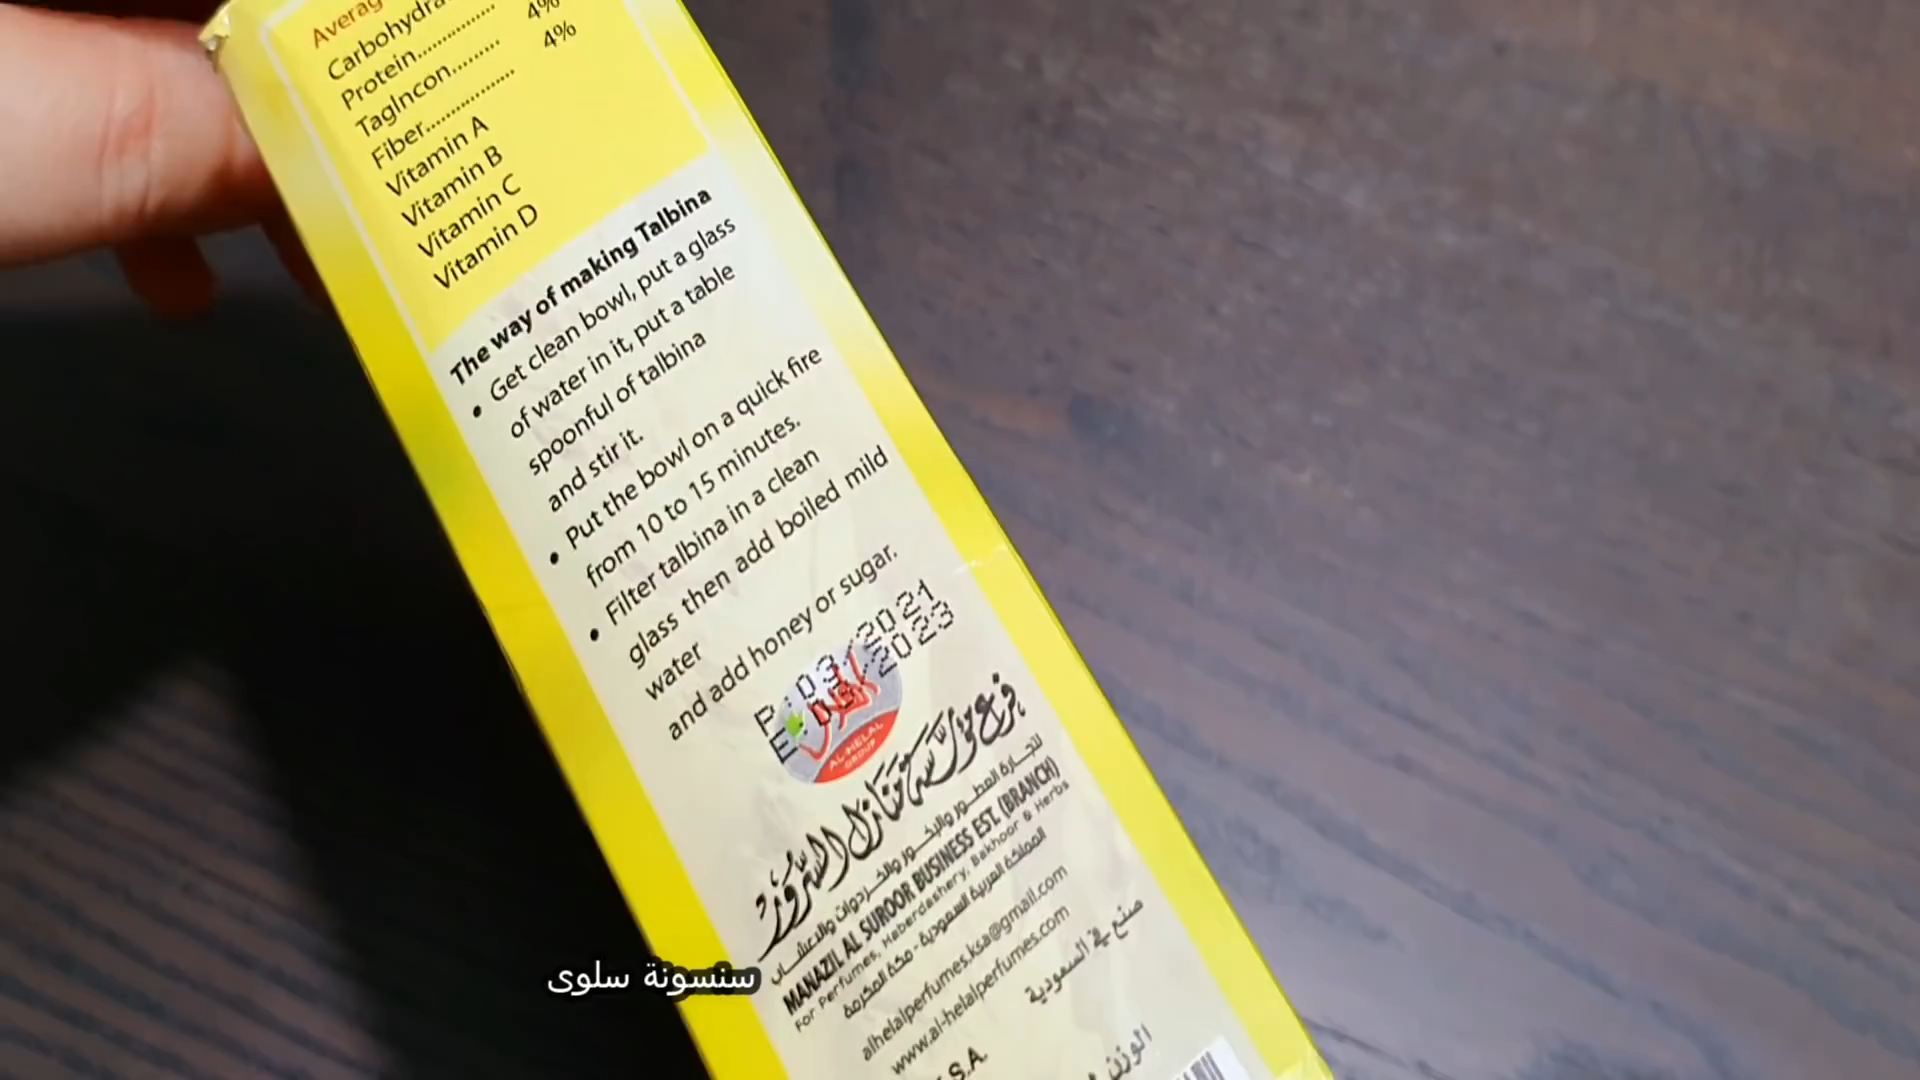 Carbohydra
Protein............... 4%
TagIncon........ 4%
Fiber...............
Vitamin A
Vitamin B
Vitamin C
Vitamin D
The way of making Talbina
• Get clean bowl, put a glass
of water in it, put a table
spoonful of talbina
and stir it.
• Put the bowl on a quick fire
from 10 to 15 minutes.
• Filter talbina in a clean
glass then add boiled mild
water
and add honey or sugar.
P: 03/2021
E: 2023
AL-HELAL
GROUP
فرع مؤسسة منازل السرور
لتجارة العطور والبخور والخردوات والاعشاب
MANAZIL AL SUROOR BUSINESS EST. (BRANCH)
For Perfumes, Haberdashery, Bakhoor & Herbs
المملكة العربية السعودية - مكة المكرمة
alhelalperfumes.ksa@gmail.com
www.al-helalperfumes.com
صنع في السعودية
S.A.
الوزن
سنسونة سلوى